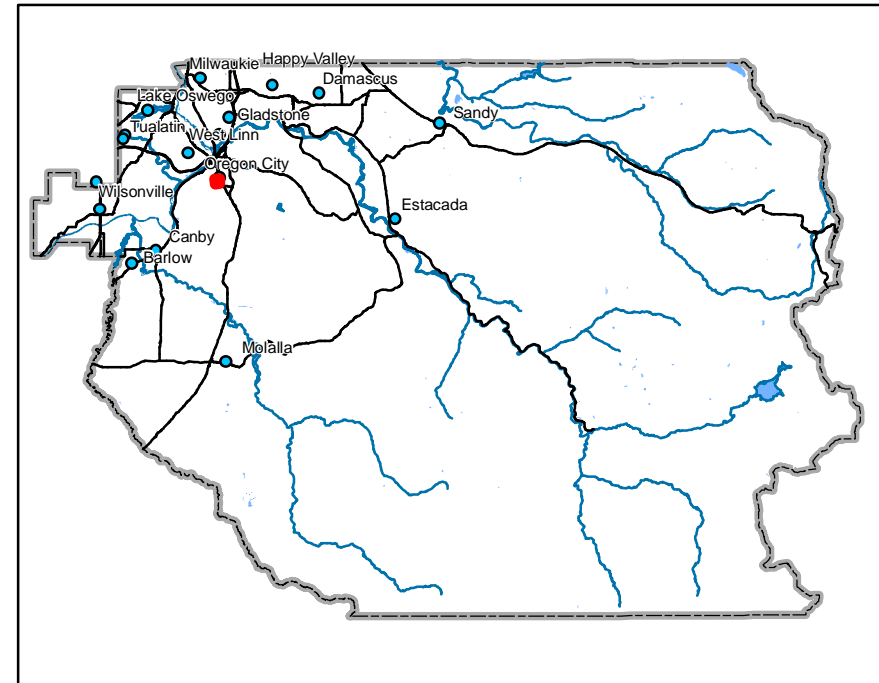 Milwaukie
Happy Valley
Damascus
Lake Oswego
Gladstone
Sandy
Tualatin
West Linn
Oregon City
Wilsonville
Estacada
Canby
Barlow
Molalla